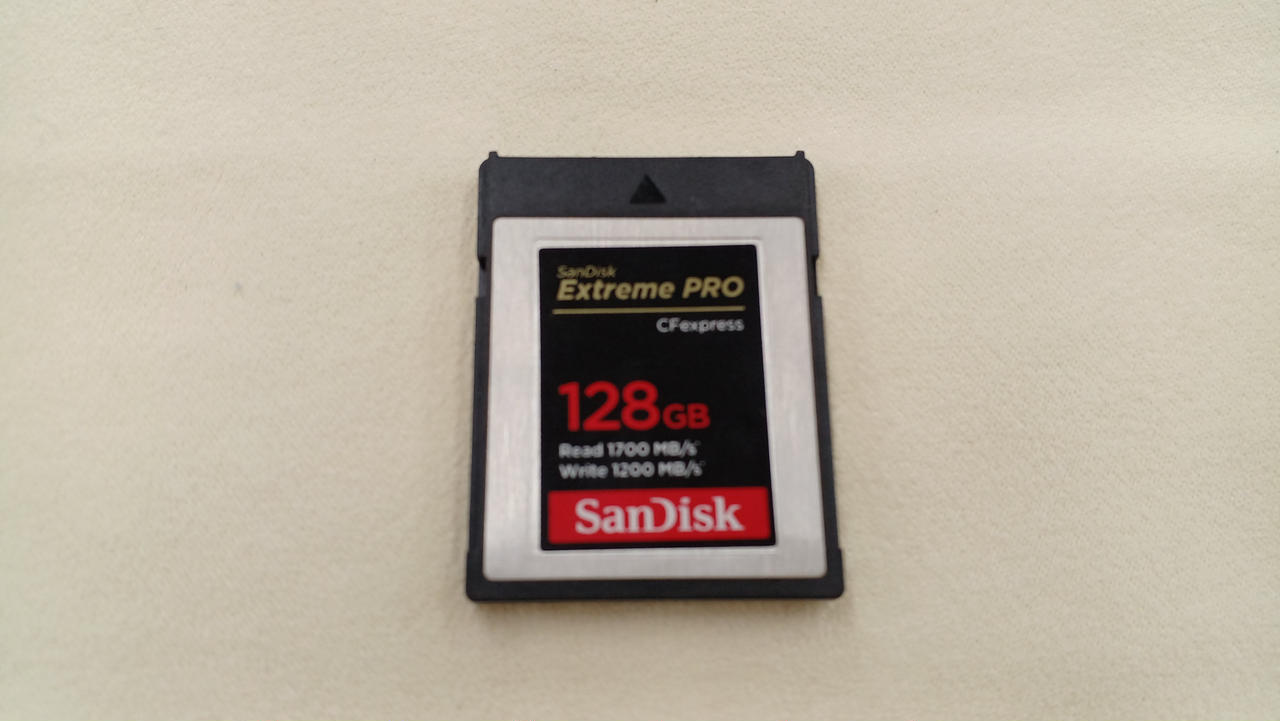 SanDisk
Extreme PRO
CFexpress
128GB
Read 1700 MB/s*
Write 1200 MB/s*
SanDisk